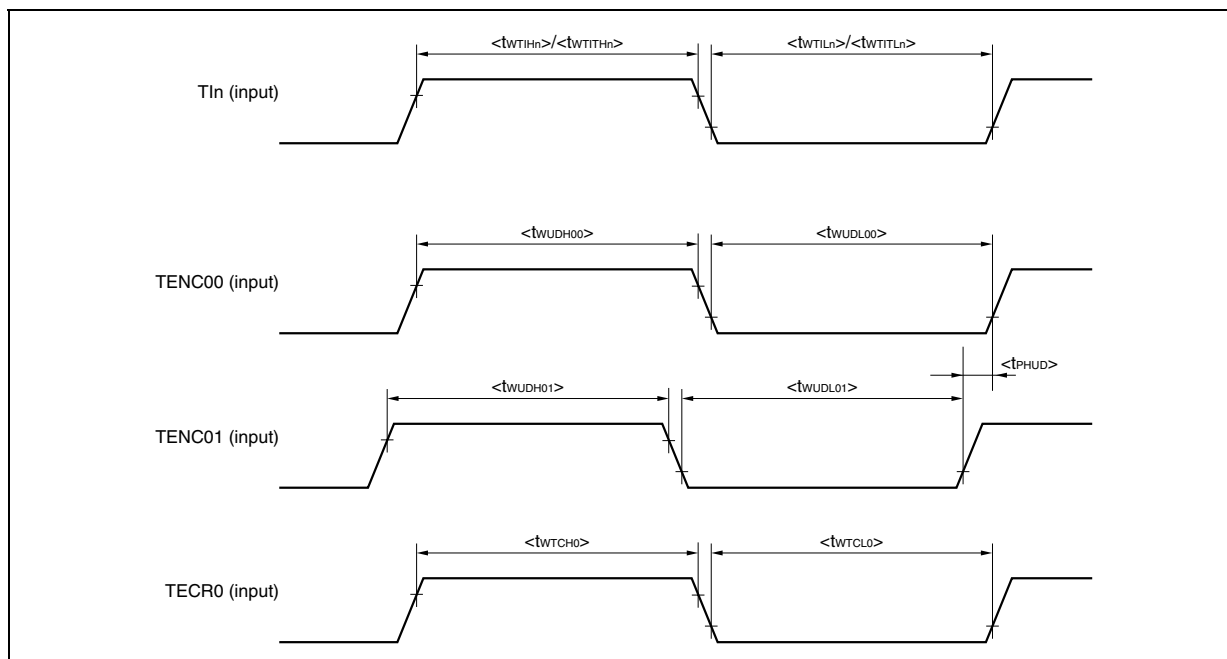 <tWTIHn>/<tWTITHn> <tWTILn>/<tWTITLn>
TIn (input)
<tWUDH00> <tWUDL00>
TENC00 (input)
<tPHUD>
<tWUDH01> <tWUDL01>
TENC01 (input)
<tWTCH0> <tWTCL0>
TECR0 (input)